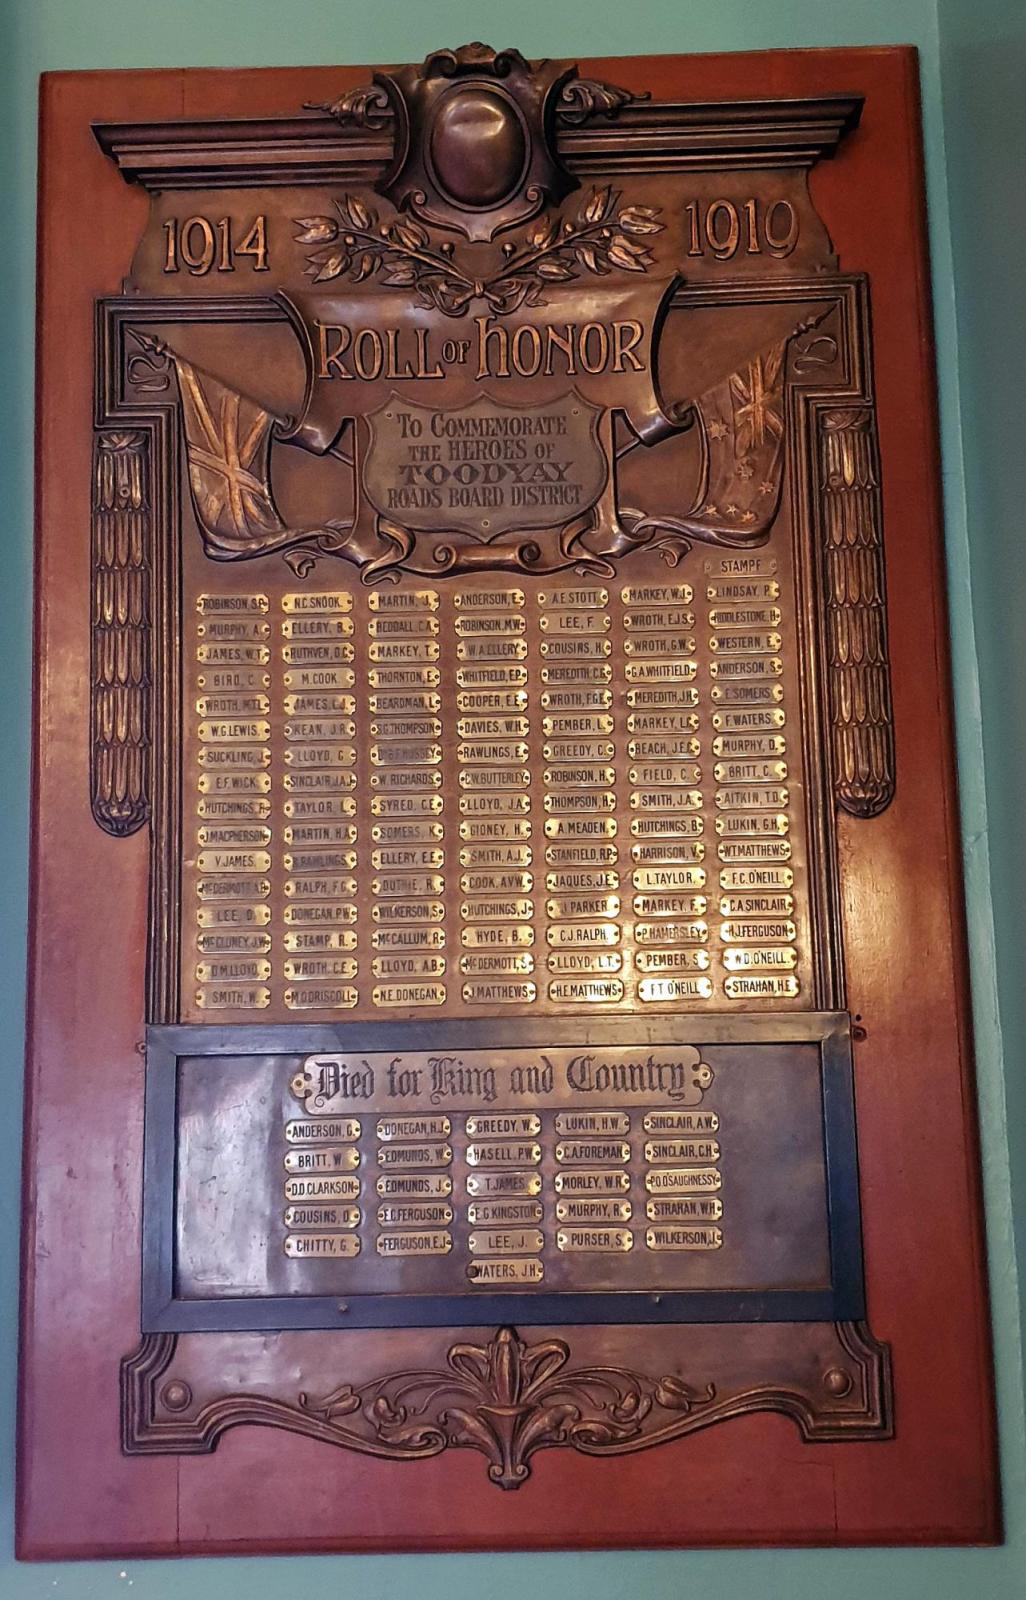 1914 1919
ROLL OF HONOR
TO COMMEMORATE
THE HEROES OF
TOODYAY
ROADS BOARD DISTRICT
STAMPF
ROBINSON, S.P. N.C. SNOOK. MARTIN, J. ANDERSON, E. A.E. STOTT MARKEY, W.J. LINDSAY, P.
MURPHY, A. ELLERY, B. BEDDALL, C.A. ROBINSON, M.W. LEE, F. WROTH, E.J.S. HIDDLESTONE, H.
JAMES, W.T. RUTHVEN, O.C. MARKEY, T. W.A. ELLERY COUSINS, H. WROTH, G.W. WESTERN, E.
BIRD, C. M. COOK THORNTON, E. WHITFIELD, E.P. MEREDITH, C.G. G.A. WHITFIELD. ANDERSON, S.
WROTH, M.T.L. JAMES, E.J. BEARDMAN, L. COOPER, E.E. WROTH, F.G.E. MEREDITH, J.H. E. SOMERS
W.G. LEWIS. KEAN, J.R. S.G. THOMPSON DAVIES, W.H. PEMBER, L. MARKEY, L.C. F. WATERS.
SUCKLING, J. LLOYD, G. HUSSEY RAWLINGS, E. GREEDY, C. BEACH, J.E.C. MURPHY, D.
E.F. WICK SINCLAIR, J.A.J. W. RICHARDS C.W. BUTTERLEY ROBINSON, H. FIELD, C. BRITT, C.
HUTCHINGS, R. TAYLOR. L. SYRED, C.E. LLOYD, J.A. THOMPSON, H. SMITH, J.A. AITKIN, T.D.
J. MACPHERSON MARTIN, H.A. SOMERS, K. GIDNEY, H. A. MEADEN. HUTCHINGS, B. LUKIN, G.H.
V. JAMES. RAWLINGS. ELLERY, E.E. SMITH, A.J. STANFIELD, R.P. HARRISON, V. W.T. MATTHEWS
McDERMOTT, A.B. RALPH, F.G. DUTHIE, R. COOK, A.V.W. JAQUES, J.E. L. TAYLOR. F.C. O'NEILL.
LEE, D. DONEGAN, P.W. WILKERSON, S. HUTCHINGS, J. J. PARKER MARKEY, F. C.A. SINCLAIR.
McCLUNEY, J.W. STAMP, R. McCALLUM, R. HYDE, B. C.J. RALPH. P. HAMERSLEY H.J. FERGUSON
D.M. LLOYD. WROTH, C.E. LLOYD, A.B. McDERMOTT, S. LLOYD, L.T. PEMBER, S. W.D. O'NEILL.
SMITH, W. M. O'DRISCOLL N.E. DONEGAN. J. MATTHEWS H.E. MATTHEWS F.T. O'NEILL STRAHAN, H.E.
Died for King and Country
ANDERSON, G. DONEGAN, H.J. GREEDY, W. LUKIN, H.W. SINCLAIR, A.W.
BRITT, W EDMUNDS, W. HASELL, P.W. C.A. FOREMAN. SINCLAIR, C.H.
D.D. CLARKSON EDMUNDS, J. T. JAMES. MORLEY, W.R. P.O. O'SAUGHNESSY
COUSINS, D. E.C. FERGUSON E.G. KINGSTON MURPHY, R. STRAHAN, W.H.
CHITTY, G. FERGUSON, E.J. LEE, J. PURSER, S. WILKERSON, J.
WATERS, J.H.